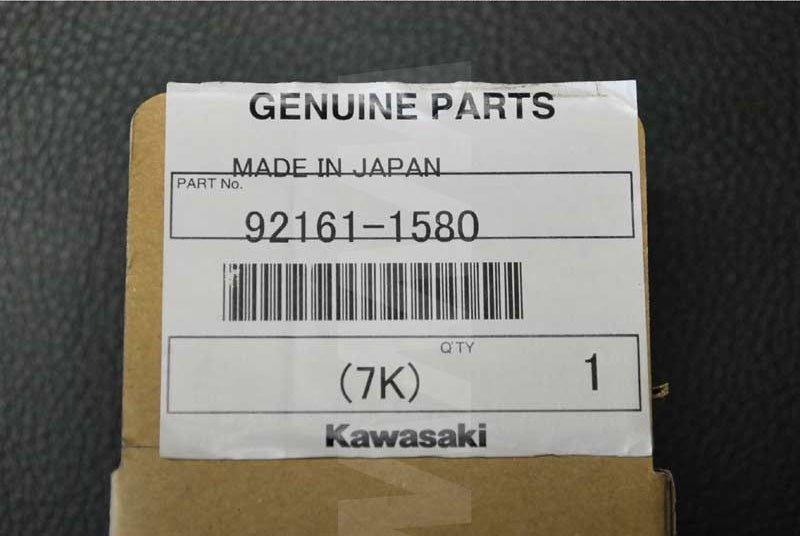 GENUINE PARTS
MADE IN JAPAN
PART No.
92161-1580
Q'TY
(7K) 1
Kawasaki